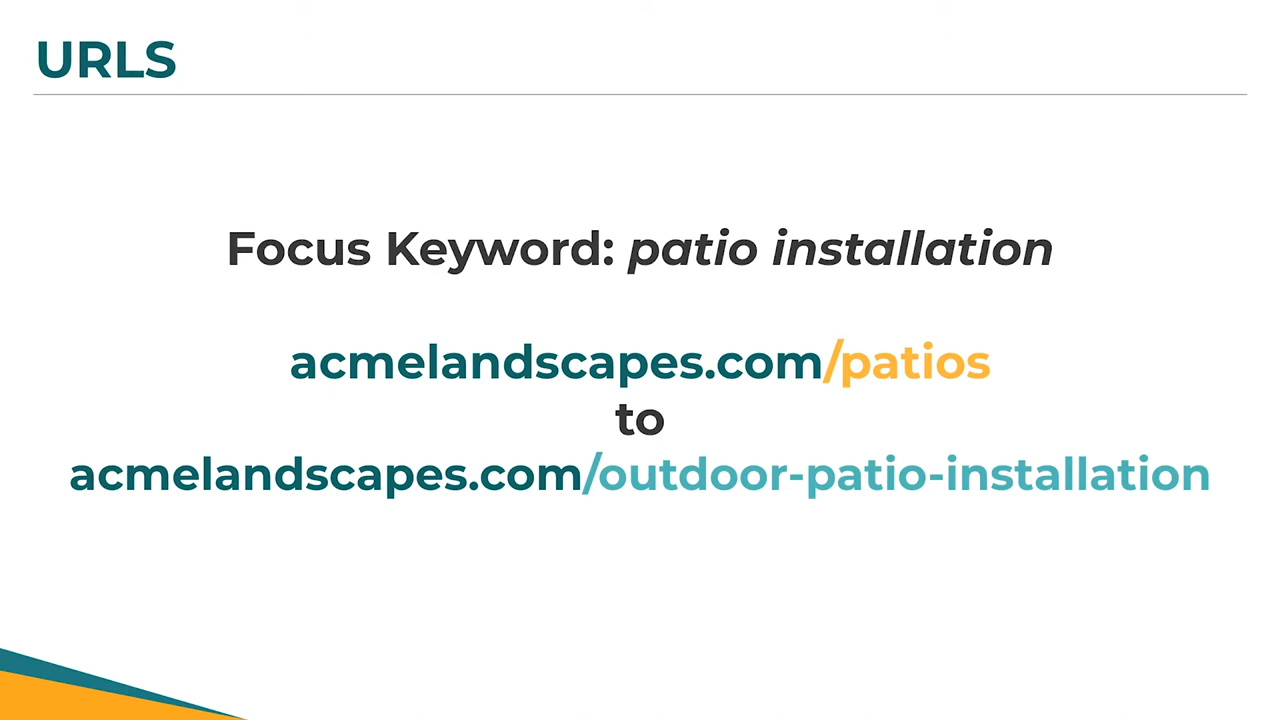 URLS
Focus Keyword: patio installation
acmelandscapes.com/patios
to
acmelandscapes.com/outdoor-patio-installation